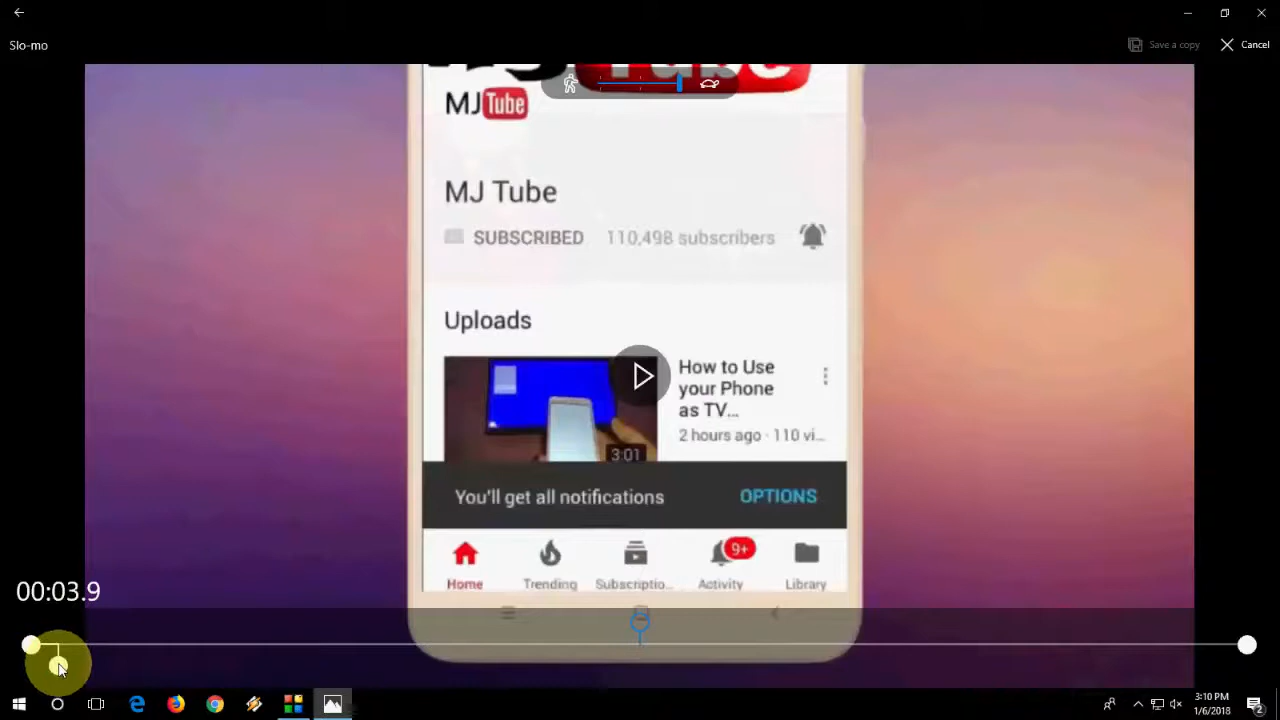 Slo-mo
Save a copy
Cancel
Tube
MJ Tube
MJ Tube
SUBSCRIBED 110,498 subscribers
Uploads
How to Use
your Phone
as TV...
2 hours ago · 110 vi...
3:01
You'll get all notifications OPTIONS
9+
Home Trending Subscriptio... Activity Library
00:03.9
3:10 PM
1/6/2018
2